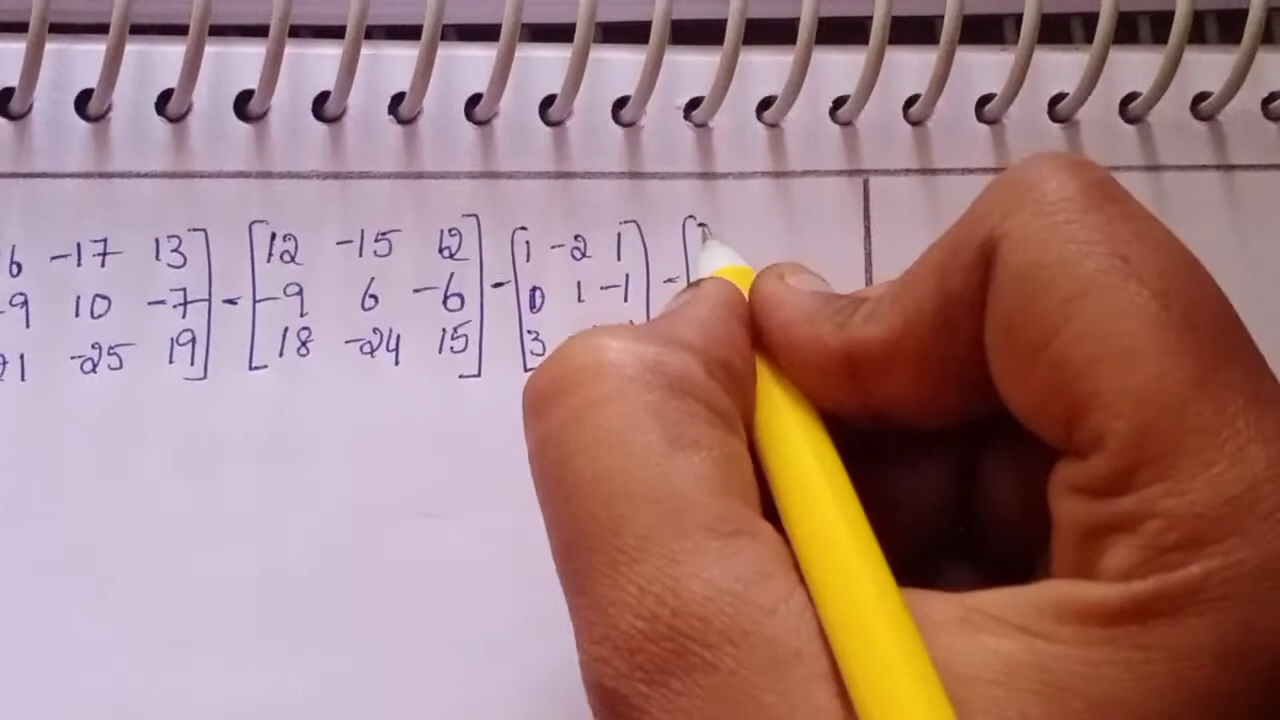 6 -17 13] - [12 -15 12] - [1 -2 1] - [
-9 10 -7] - [-9 6 -6] - [0 1 -1] -
21 -25 19] [18 -24 15] [3